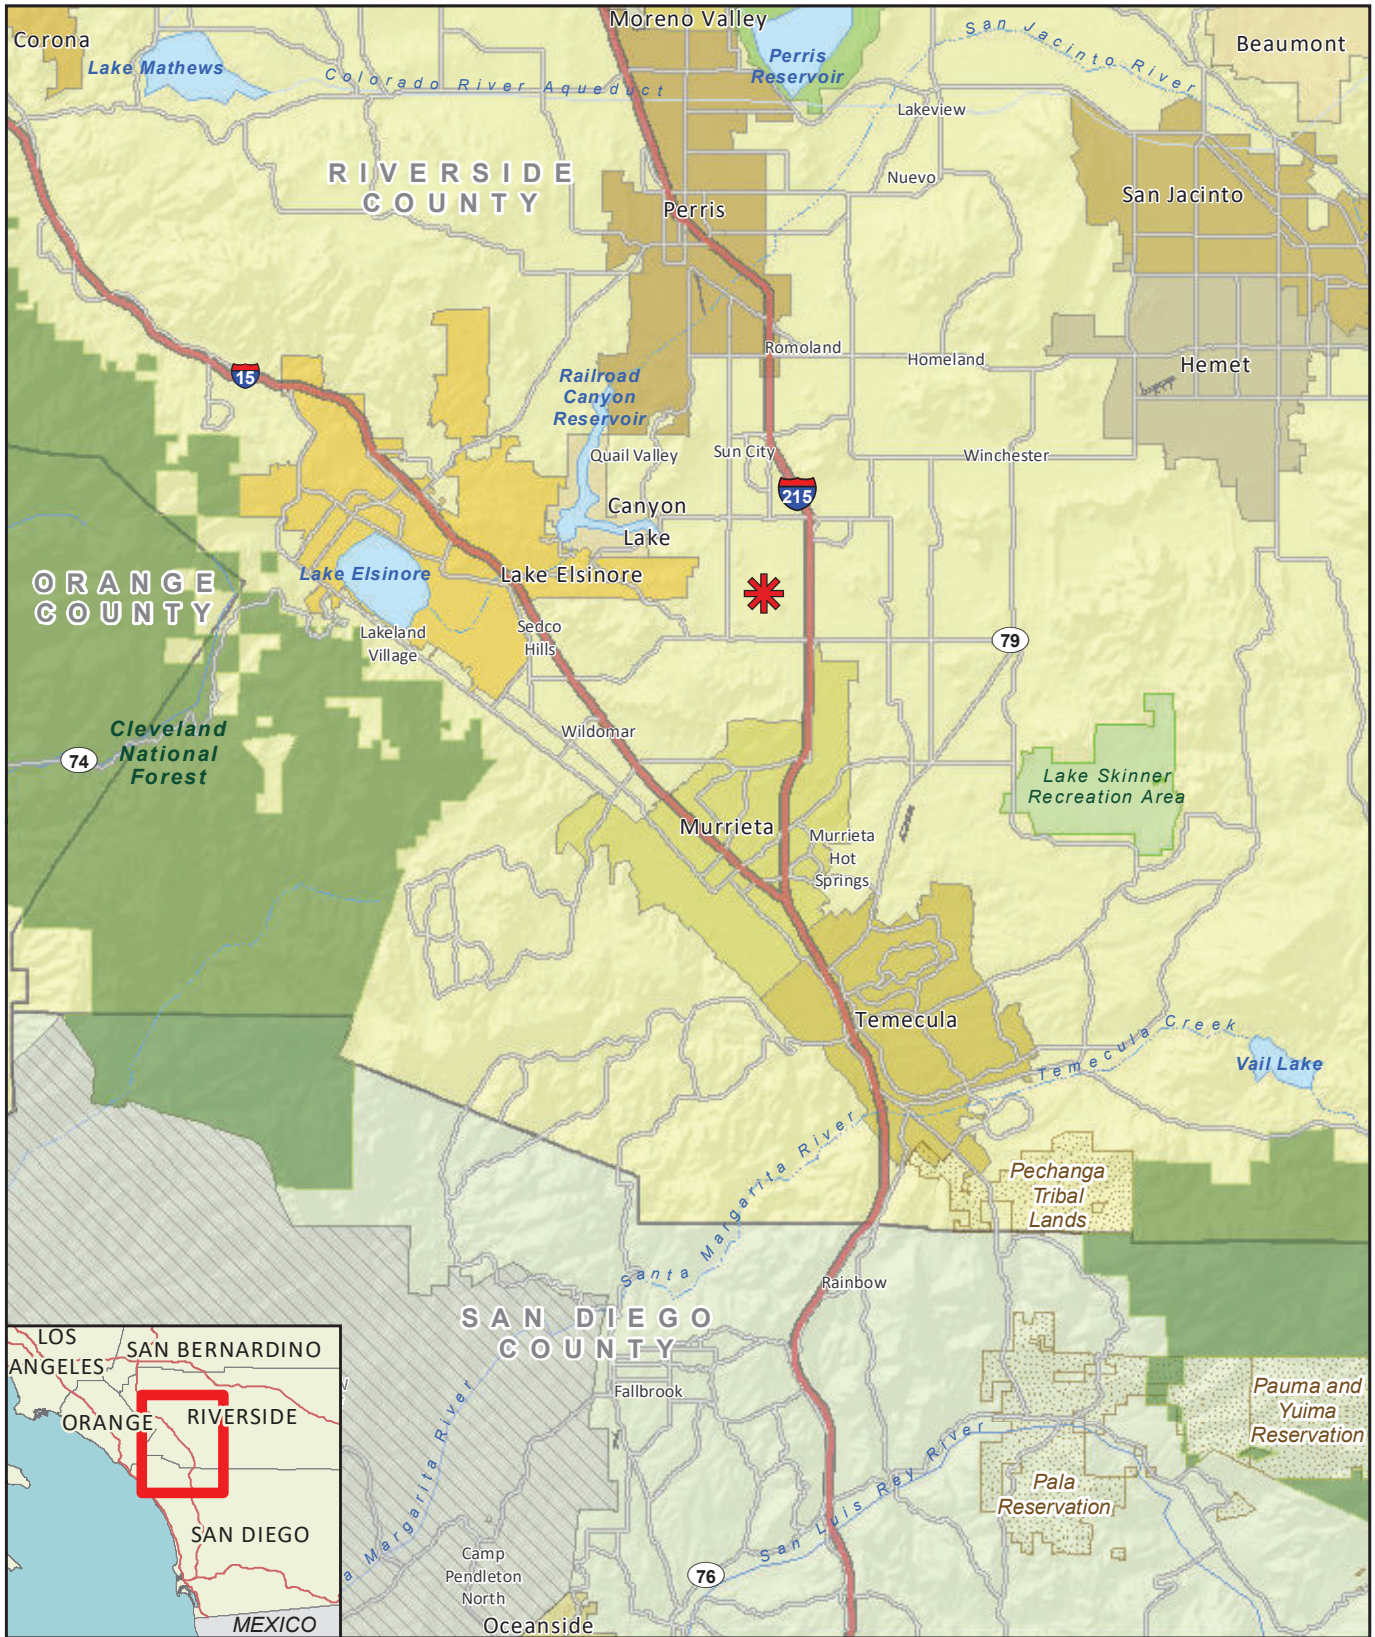 Moreno Valley
Corona
Lake Mathews
Perris
Reservoir
San Jacinto River
Beaumont
Colorado River Aqueduct
Lakeview
RIVERSIDE
COUNTY
Nuevo
San Jacinto
Perris
Romoland
Homeland
Hemet
15
Railroad
Canyon
Reservoir
Quail Valley
Sun City
Winchester
215
Canyon
Lake
ORANGE
COUNTY
Lake Elsinore
Lake Elsinore
Lakeland
Village
Sedco
Hills
79
Cleveland
National
Forest
74
Wildomar
Lake Skinner
Recreation Area
Murrieta
Murrieta
Hot
Springs
Temecula
Temecula Creek
Vail Lake
Santa Margarita River
Pechanga
Tribal
Lands
Rainbow
SAN DIEGO
COUNTY
Fallbrook
Pauma and
Yuima
Reservation
San Luis Rey River
Pala
Reservation
a Margarita River
Camp
Pendleton
North
76
Oceanside
LOS
ANGELES
SAN BERNARDINO
ORANGE
RIVERSIDE
SAN DIEGO
MEXICO